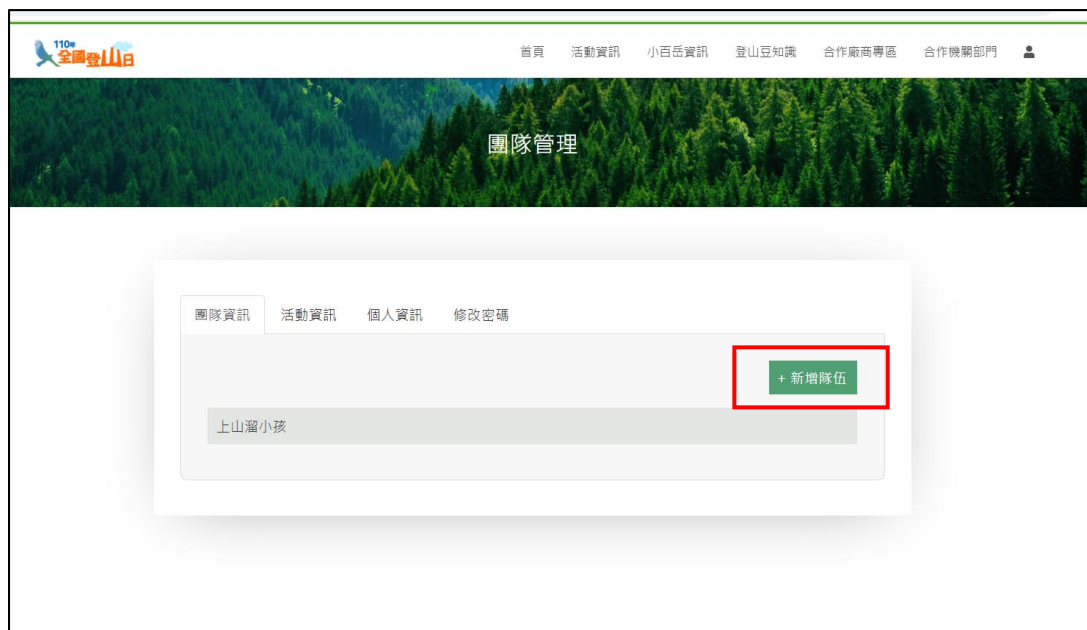 110年
全國登山日
首頁 活動資訊 小百岳資訊 登山豆知識 合作廠商專區 合作機關部門
團隊管理
團隊資訊 活動資訊 個人資訊 修改密碼
+ 新增隊伍
上山溜小孩